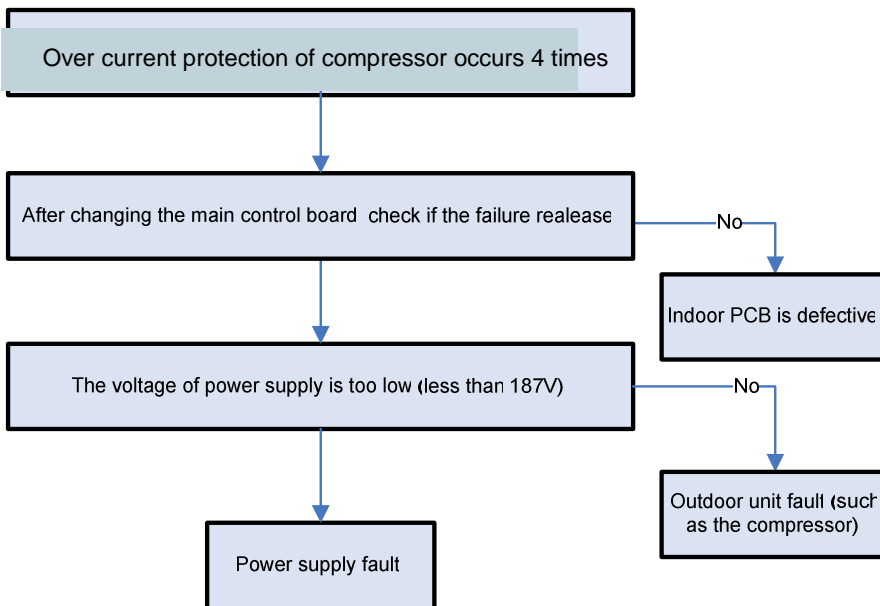 Over current protection of compressor occurs 4 times
After changing the main control board check if the failure realease
No
Indoor PCB is defective
The voltage of power supply is too low (less than 187V)
No
Outdoor unit fault (such
as the compressor)
Power supply fault